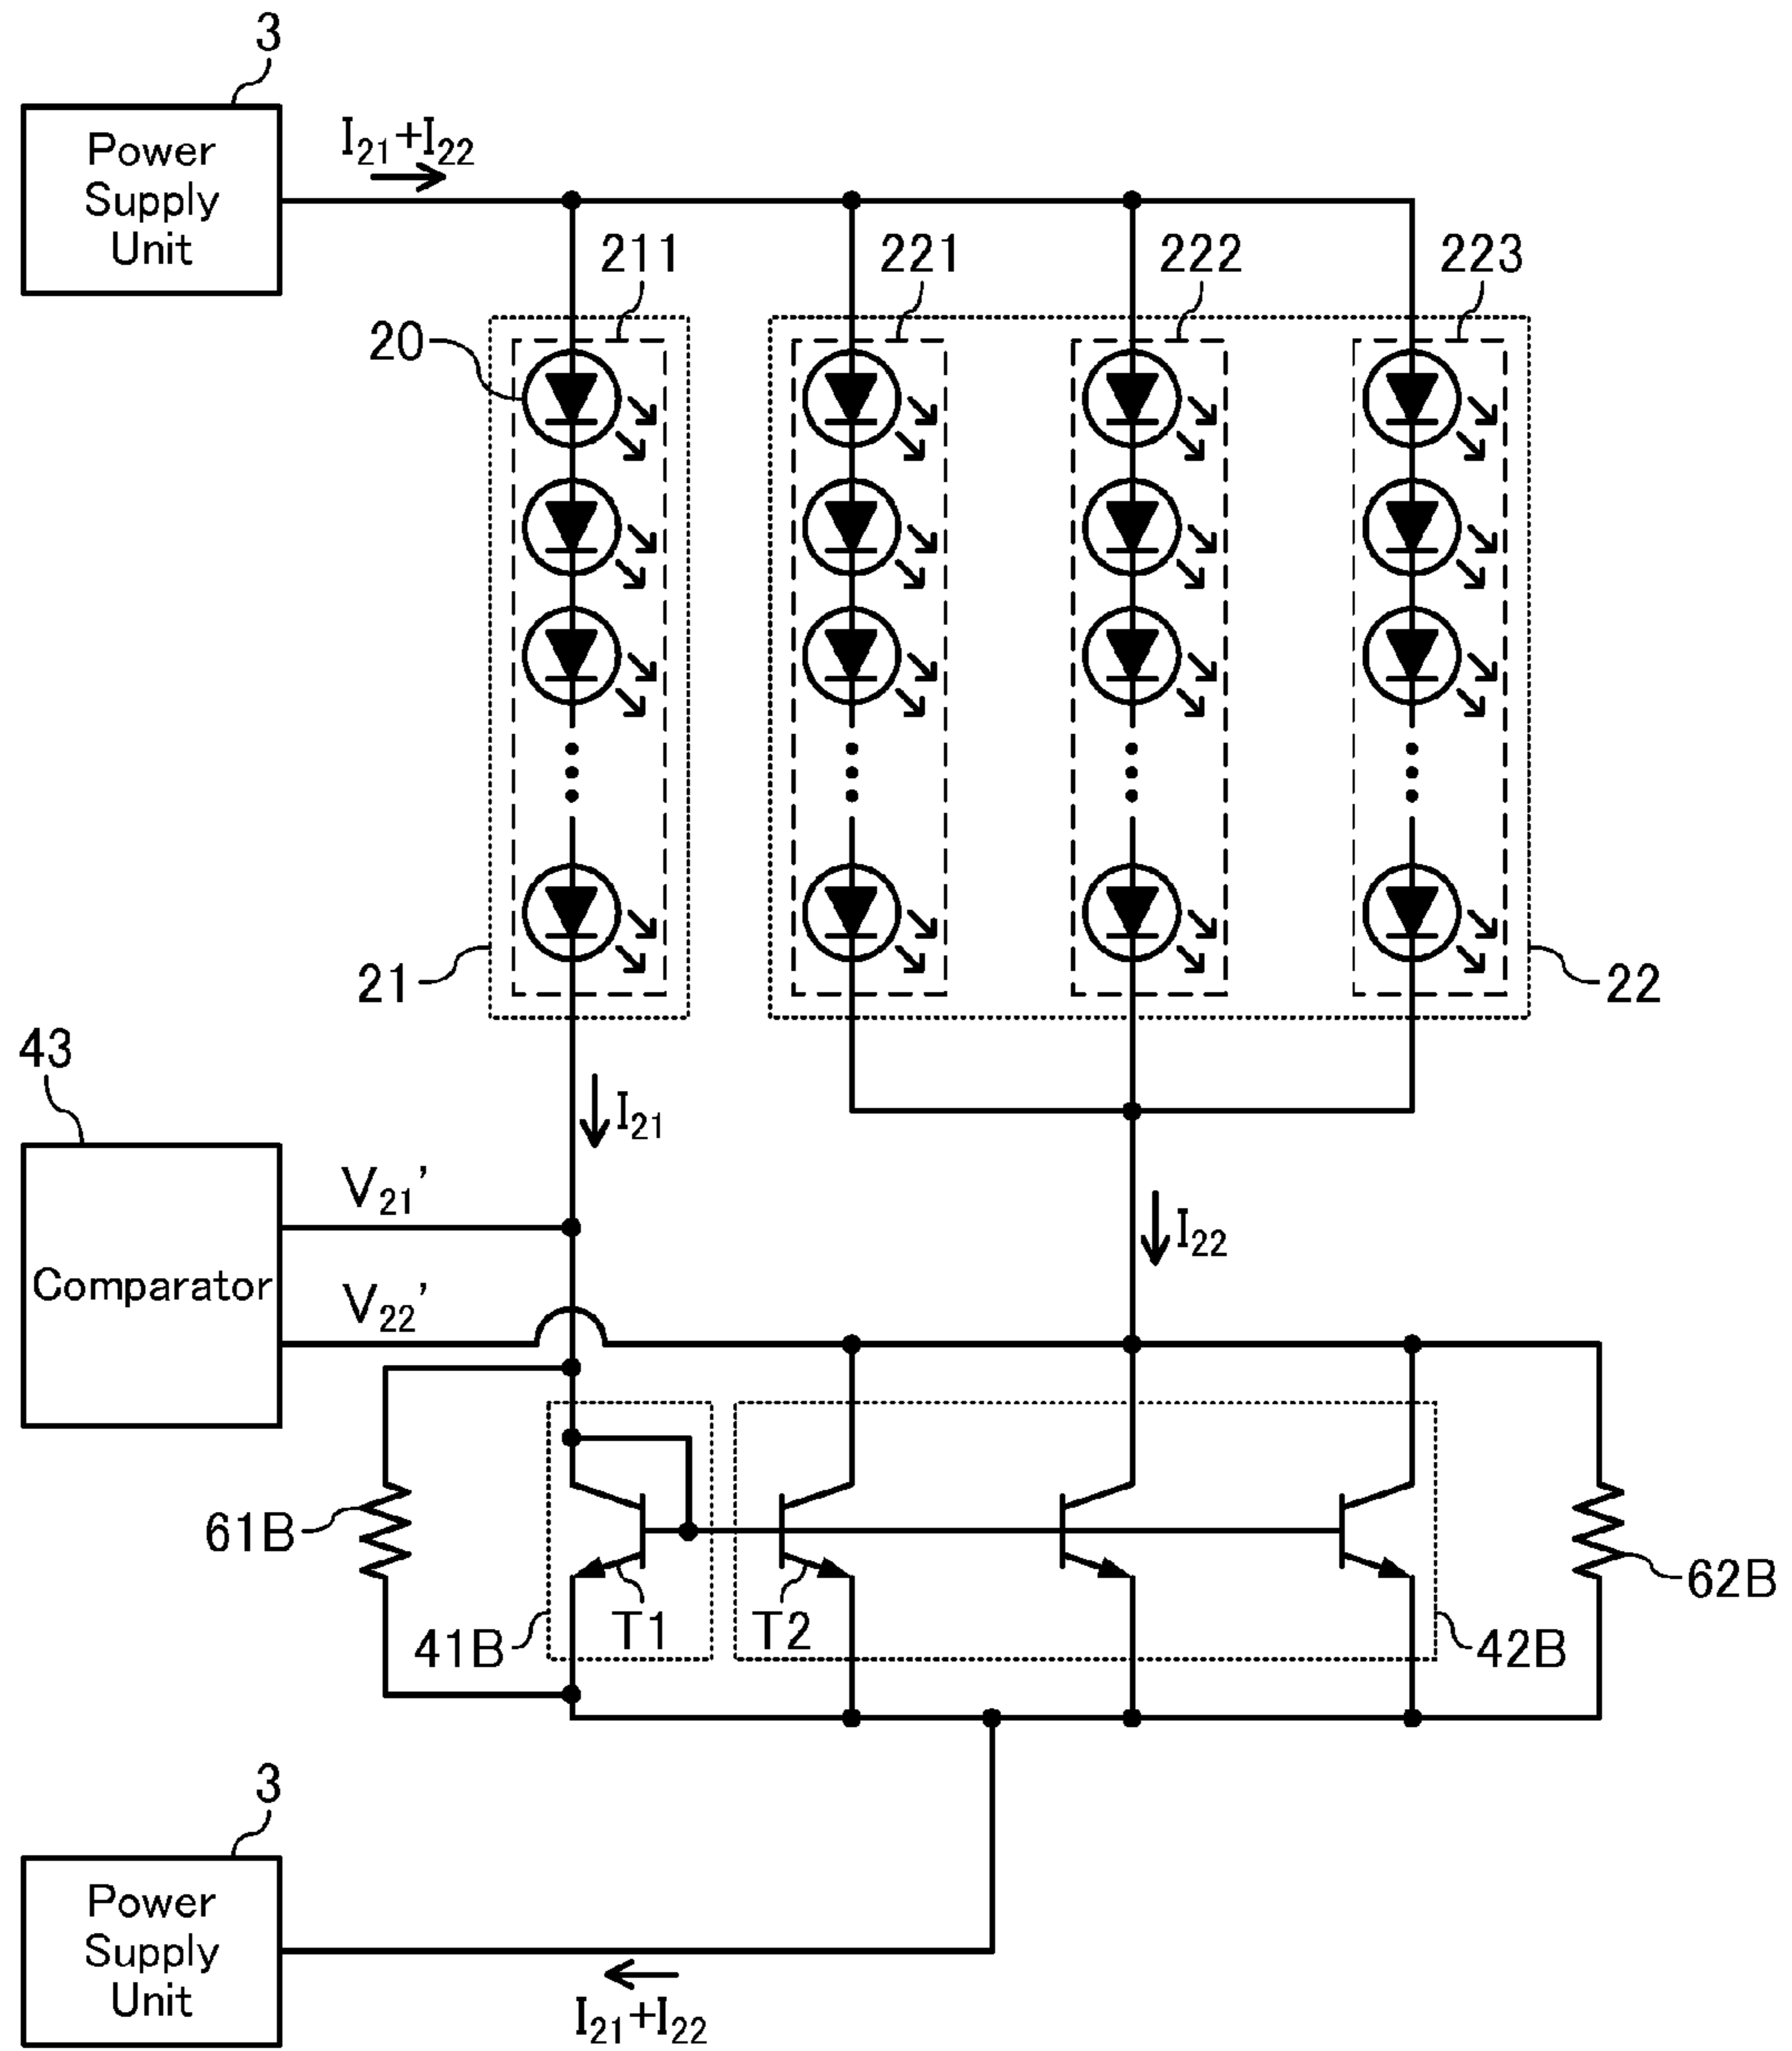 3
Power
Supply
Unit
I21+I22
211
221
222
223
20
21
22
43
I21
V21'
I22
Comparator
V22'
61B
62B
T1
T2
41B
42B
3
Power
Supply
Unit
I21+I22